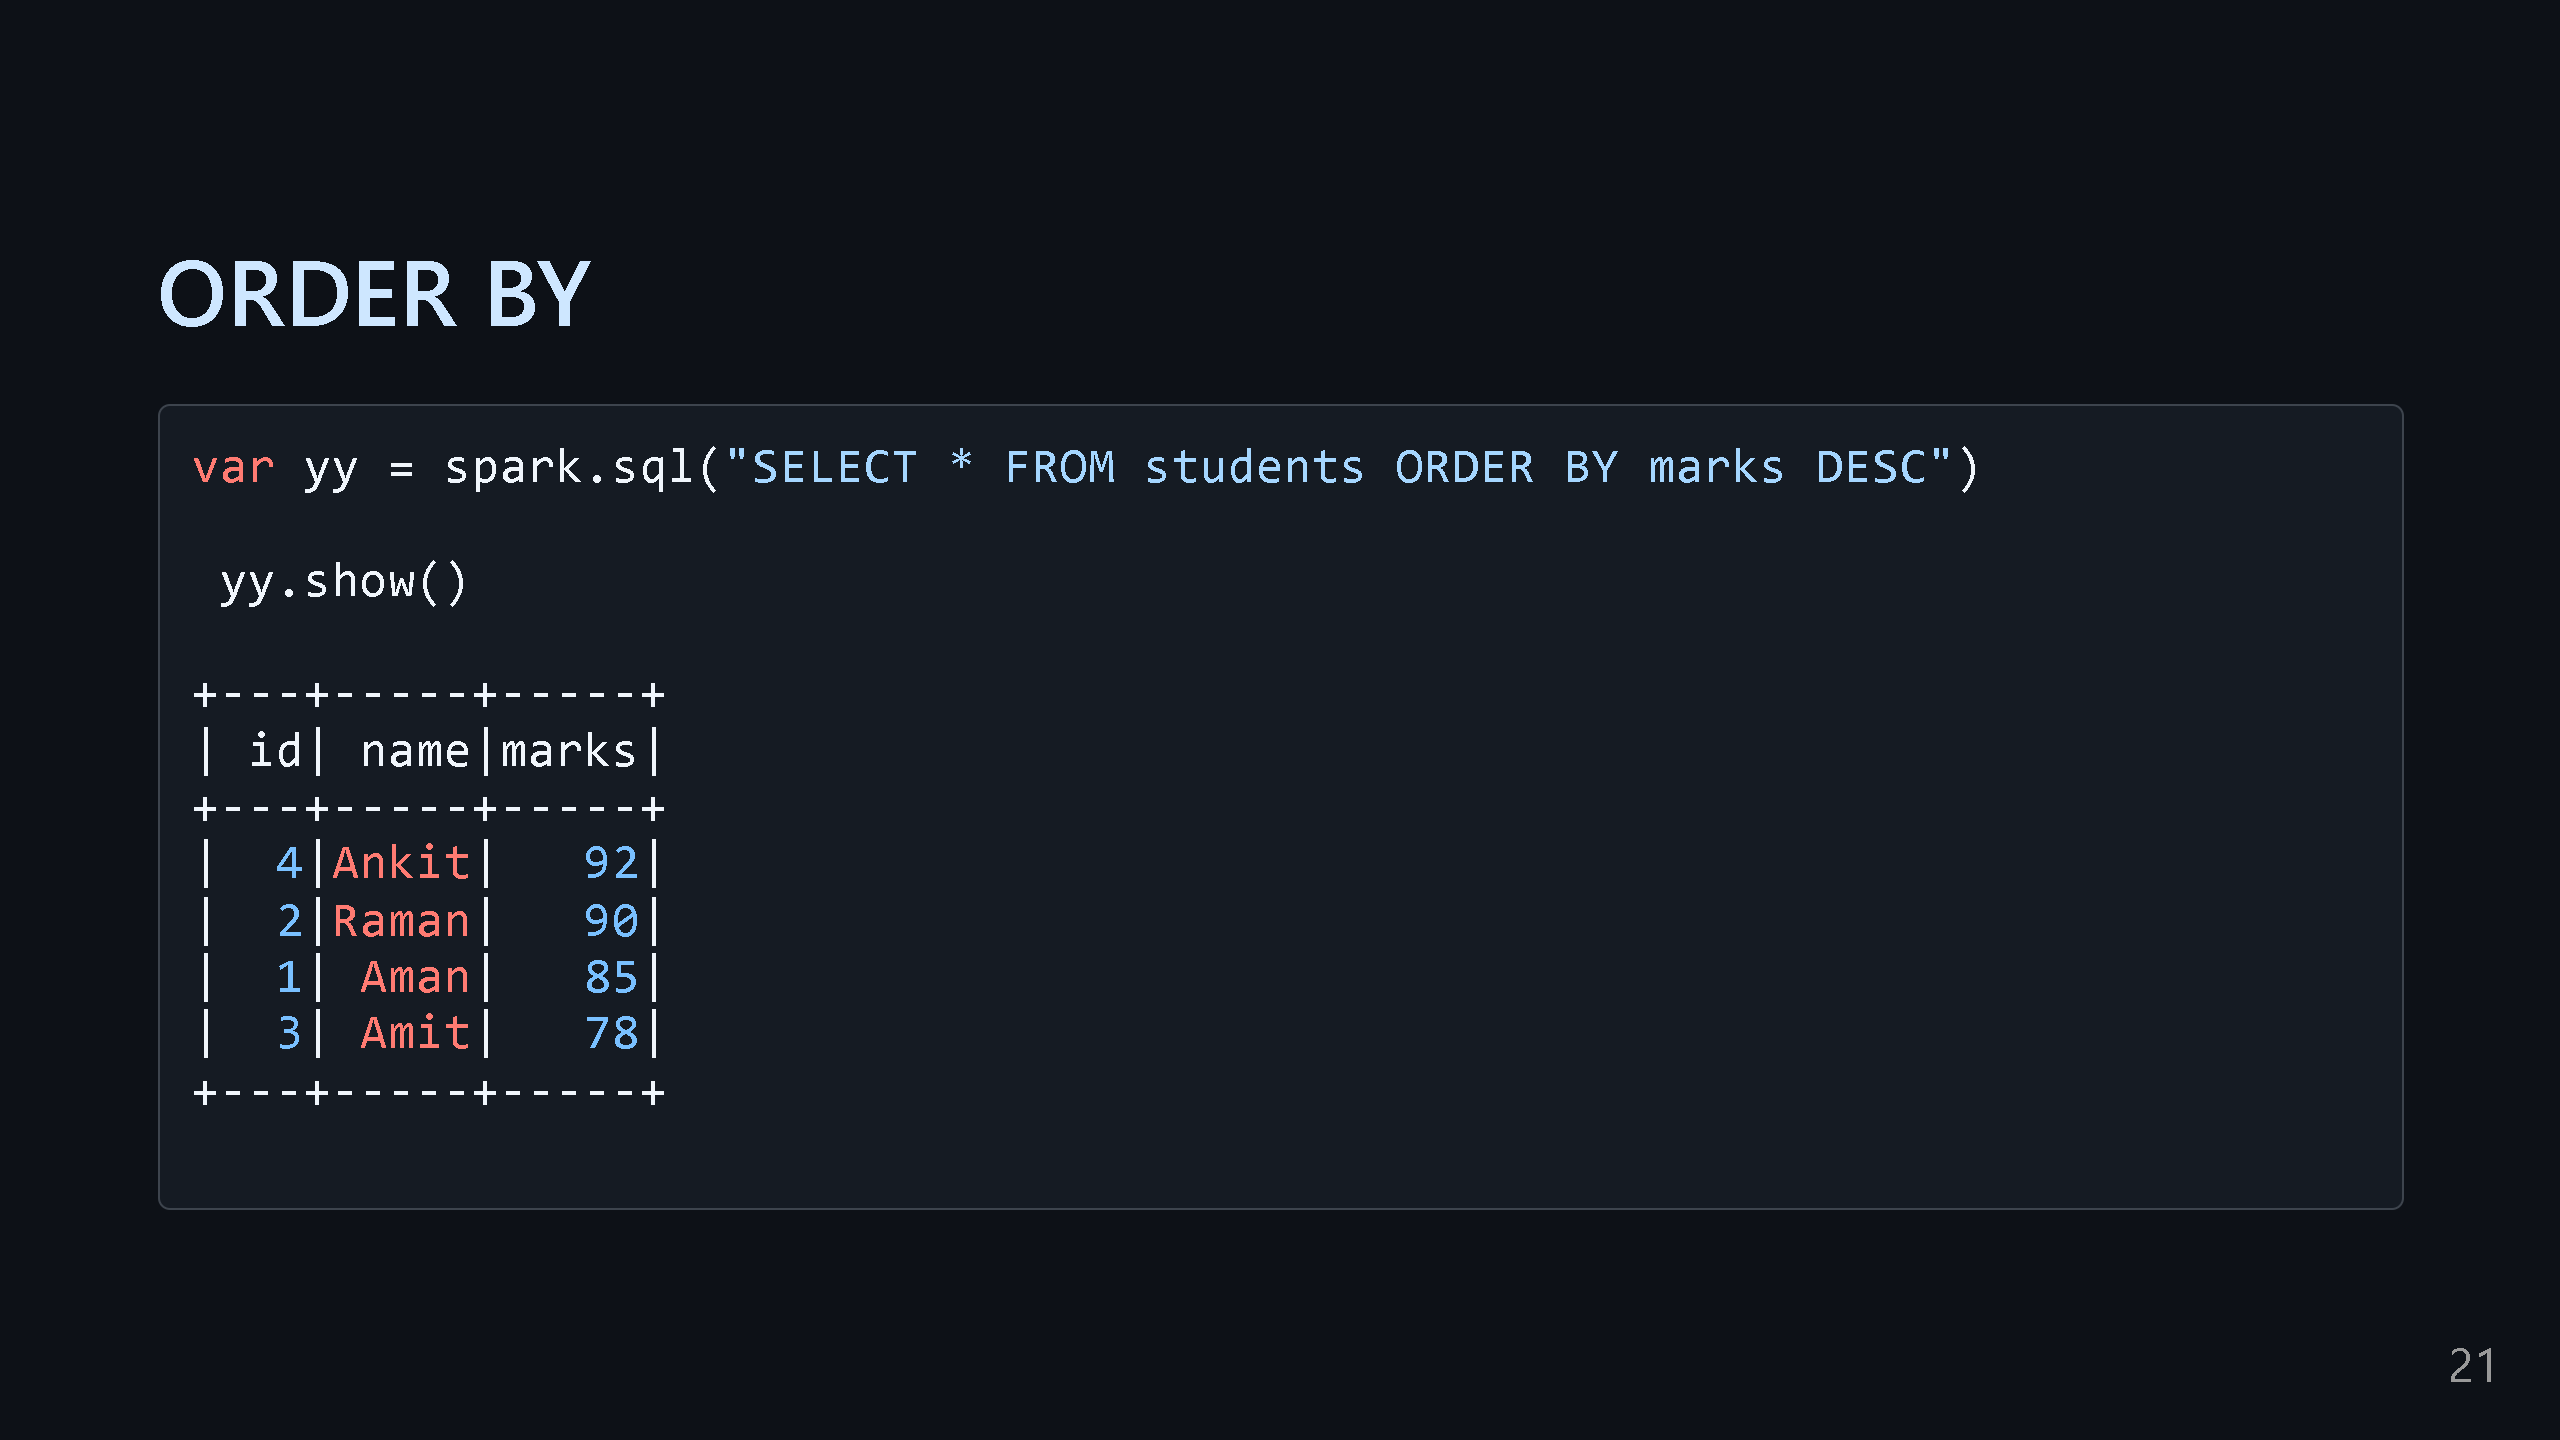 ORDER BY
var yy = spark.sql("SELECT * FROM students ORDER BY marks DESC")
 yy.show()
+---+-----+-----+
| id| name|marks|
+---+-----+-----+
|  4|Ankit|   92|
|  2|Raman|   90|
|  1| Aman|   85|
|  3| Amit|   78|
+---+-----+-----+
21